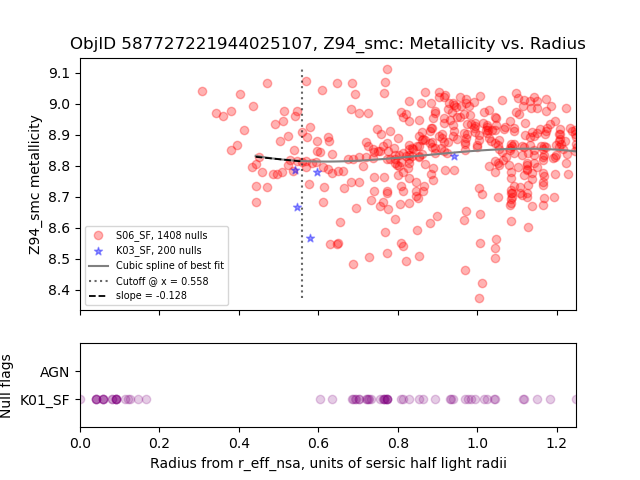 ObjID 587727221944025107, Z94_smc: Metallicity vs. Radius
Z94_smc metallicity
9.1
9.0
8.9
8.8
8.7
8.6
8.5
8.4
S06_SF, 1408 nulls
K03_SF, 200 nulls
Cubic spline of best fit
Cutoff @ x = 0.558
slope = -0.128
Null flags
AGN
K01_SF
0.0 0.2 0.4 0.6 0.8 1.0 1.2
Radius from r_eff_nsa, units of sersic half light radii